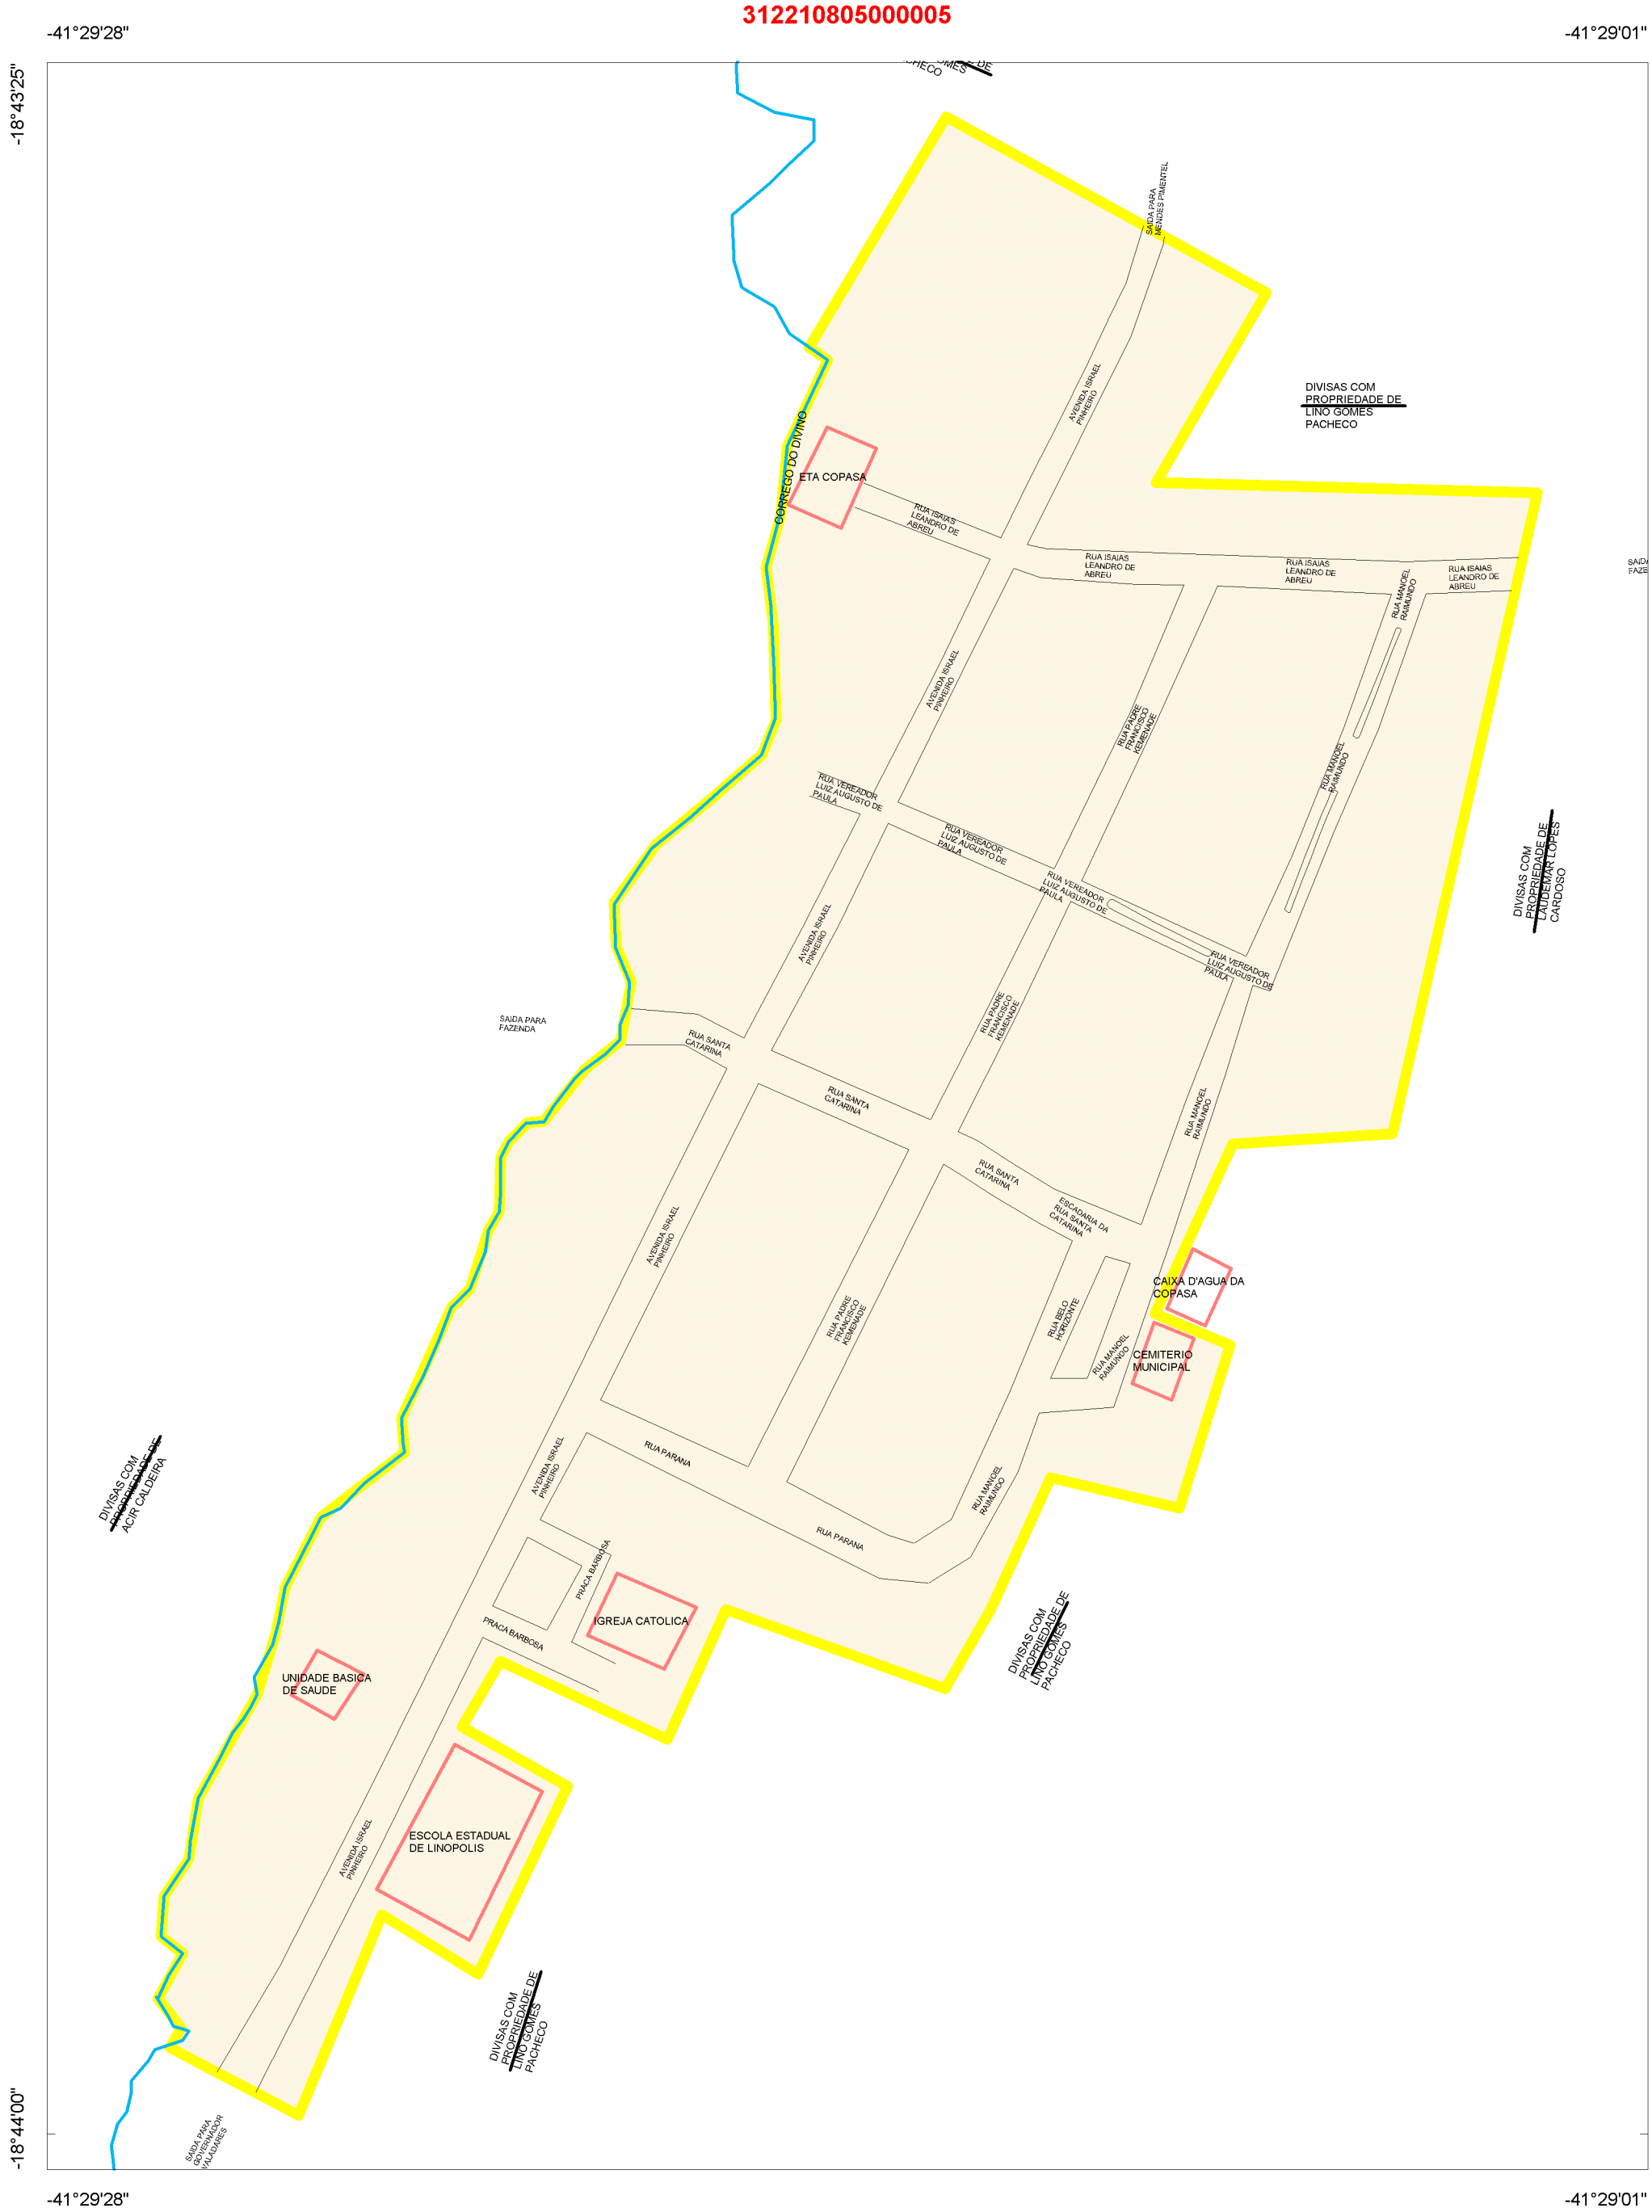 312210805000005
-41°29'28"
-41°29'01"
-18°43'25"
PACHECO
SAIDA PARA
MENDES PIMENTEL
DIVISAS COM
PROPRIEDADE DE
LINO GOMES
PACHECO
AVENIDA ISRAEL
PINHEIRO
CORREGO DO DIVINO
ETA COPASA
RUA ISAIAS
LEANDRO DE
ABREU
RUA ISAIAS
LEANDRO DE
ABREU
RUA ISAIAS
LEANDRO DE
ABREU
RUA ISAIAS
LEANDRO DE
ABREU
RUA MANOEL
RAIMUNDO
AVENIDA ISRAEL
PINHEIRO
RUA PADRE
FRANCISCO
KEMENADE
RUA MANOEL
RAIMUNDO
RUA VEREADOR
LUIZ AUGUSTO DE
PAULA
RUA VEREADOR
LUIZ AUGUSTO DE
PAULA
RUA VEREADOR
LUIZ AUGUSTO DE
PAULA
RUA VEREADOR
LUIZ AUGUSTO DE
PAULA
DIVISAS COM
PROPRIEDADE DE
LAUDEMAR LOPES
CARDOSO
AVENIDA ISRAEL
PINHEIRO
RUA PADRE
FRANCISCO
KEMENADE
SAIDA PARA
FAZENDA
RUA SANTA
CATARINA
RUA SANTA
CATARINA
RUA MANOEL
RAIMUNDO
RUA SANTA
CATARINA
ESCADARIA DA
RUA SANTA
CATARINA
AVENIDA ISRAEL
PINHEIRO
CAIXA D'AGUA DA
COPASA
RUA PADRE
FRANCISCO
KEMENADE
RUA BELO
HORIZONTE
RUA MANOEL
RAIMUNDO
CEMITERIO
MUNICIPAL
DIVISAS COM
PROPRIEDADE DE
ACIR CALDEIRA
AVENIDA ISRAEL
PINHEIRO
RUA PARANA
RUA MANOEL
RAIMUNDO
RUA PARANA
PRACA BARBOSA
IGREJA CATOLICA
PRACA BARBOSA
DIVISAS COM
PROPRIEDADE DE
LINO GOMES
PACHECO
UNIDADE BASICA
DE SAUDE
ESCOLA ESTADUAL
DE LINOPOLIS
AVENIDA ISRAEL
PINHEIRO
DIVISAS COM
PROPRIEDADE DE
LINO GOMES
PACHECO
SAIDA PARA
GOVERNADOR
VALADARES
-18°44'00"
-41°29'28"
-41°29'01"